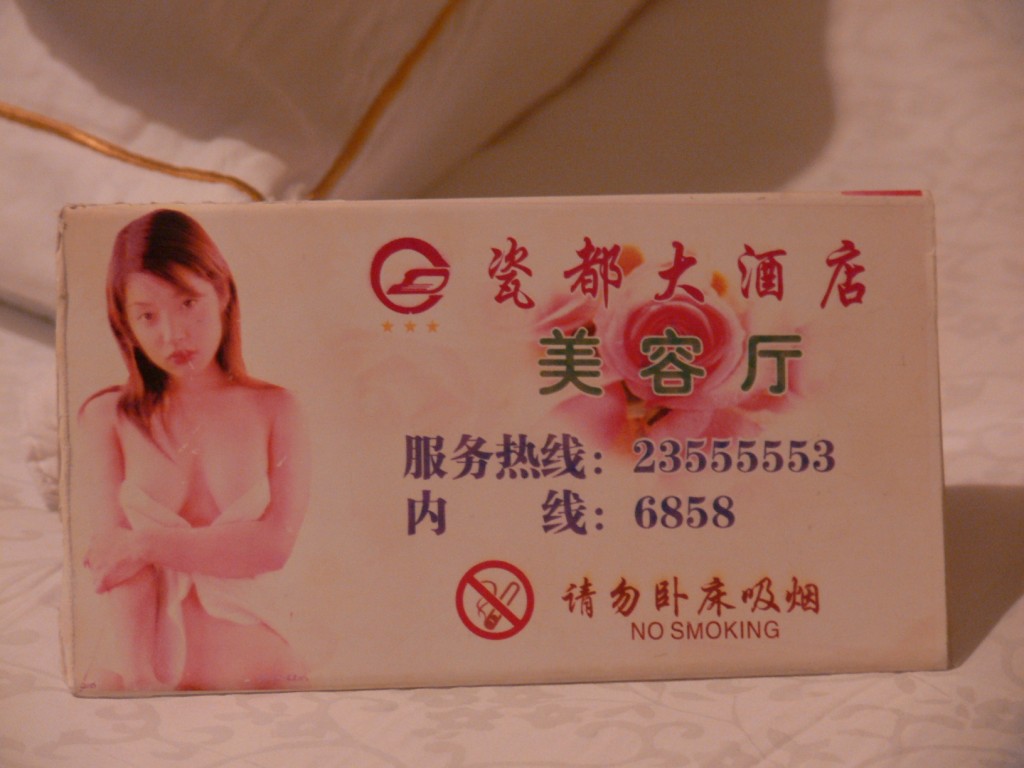 瓷都大酒店
美容厅
服务热线：23555553
内 线：6858
请勿卧床吸烟
NO SMOKING